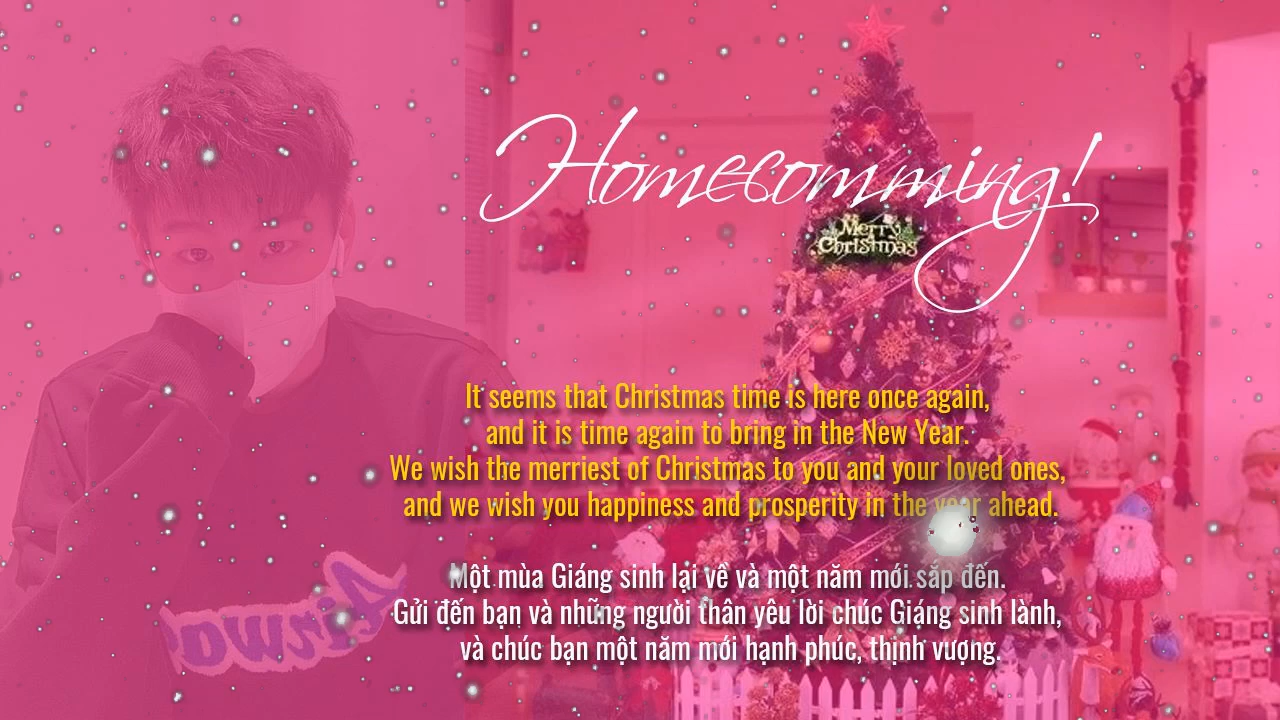 Homecomming!
Merry
Christmas
It seems that Christmas time is here once again,
and it is time again to bring in the New Year.
We wish the merriest of Christmas to you and your loved ones,
and we wish you happiness and prosperity in the year ahead.
Một mùa Giáng sinh lại về và một năm mới sắp đến.
Gửi đến bạn và những người thân yêu lời chúc Giáng sinh lành,
và chúc bạn một năm mới hạnh phúc, thịnh vượng.